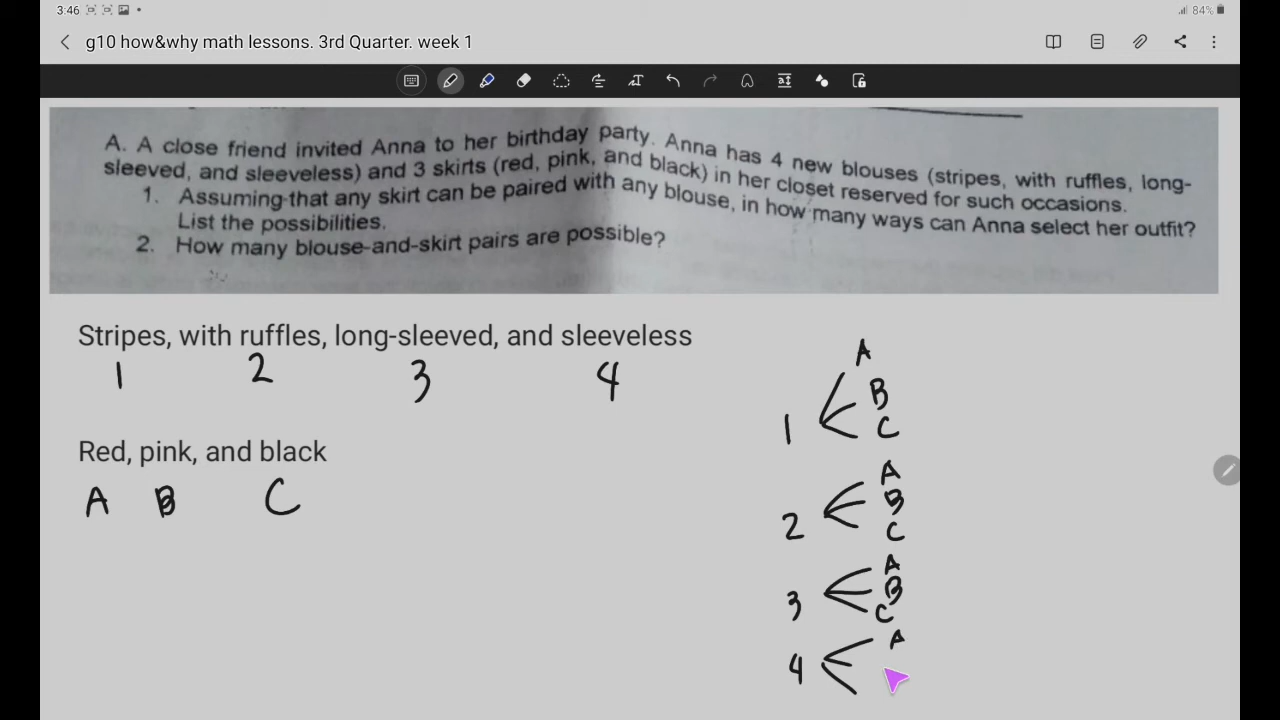 3:46
84%
g10 how&why math lessons. 3rd Quarter. week 1
A. A close friend invited Anna to her birthday party. Anna has 4 new blouses (stripes, with ruffles, long-
sleeved, and sleeveless) and 3 skirts (red, pink, and black) in her closet reserved for such occasions.
1. Assuming that any skirt can be paired with any blouse, in how many ways can Anna select her outfit?
List the possibilities.
2. How many blouse-and-skirt pairs are possible?
Stripes, with ruffles, long-sleeved, and sleeveless
1 2 3 4
Red, pink, and black
A B C
A
B
1 C
A
B
2 C
A
B
3 C
A
4